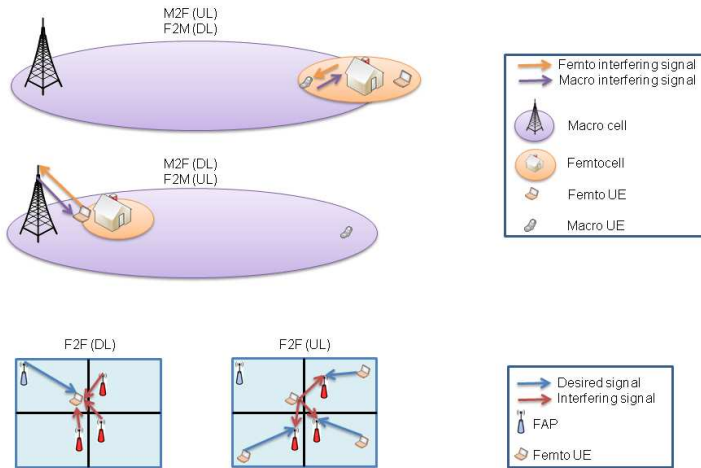 M2F (UL)
F2M (DL)
Femto interfering signal
Macro interfering signal
Macro cell
Femtocell
Femto UE
Macro UE
M2F (DL)
F2M (UL)
F2F (DL)
F2F (UL)
Desired signal
Interfering signal
FAP
Femto UE